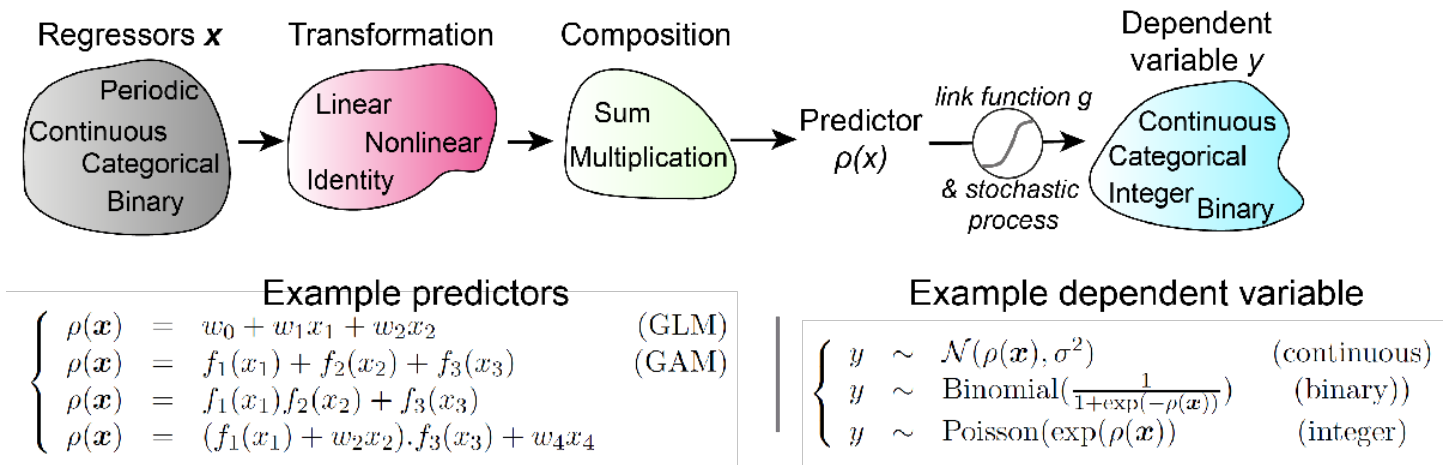 Regressors x
Transformation
Composition
Dependent
variable y
Periodic
Continuous
Categorical
Binary
Linear
Nonlinear
Identity
Sum
Multiplication
Predictor
ρ(x)
link function g
& stochastic
process
Continuous
Categorical
Integer
Binary
Example predictors
ρ(x) = w₀ + w₁x₁ + w₂x₂ (GLM)
ρ(x) = f₁(x₁) + f₂(x₂) + f₃(x₃) (GAM)
ρ(x) = f₁(x₁)f₂(x₂) + f₃(x₃)
ρ(x) = (f₁(x₁) + w₂x₂).f₃(x₃) + w₄x₄
Example dependent variable
y ∼ N(ρ(x), σ²) (continuous)
y ∼ Binomial(1/1+exp(−ρ(x))) (binary))
y ∼ Poisson(exp(ρ(x)) (integer)